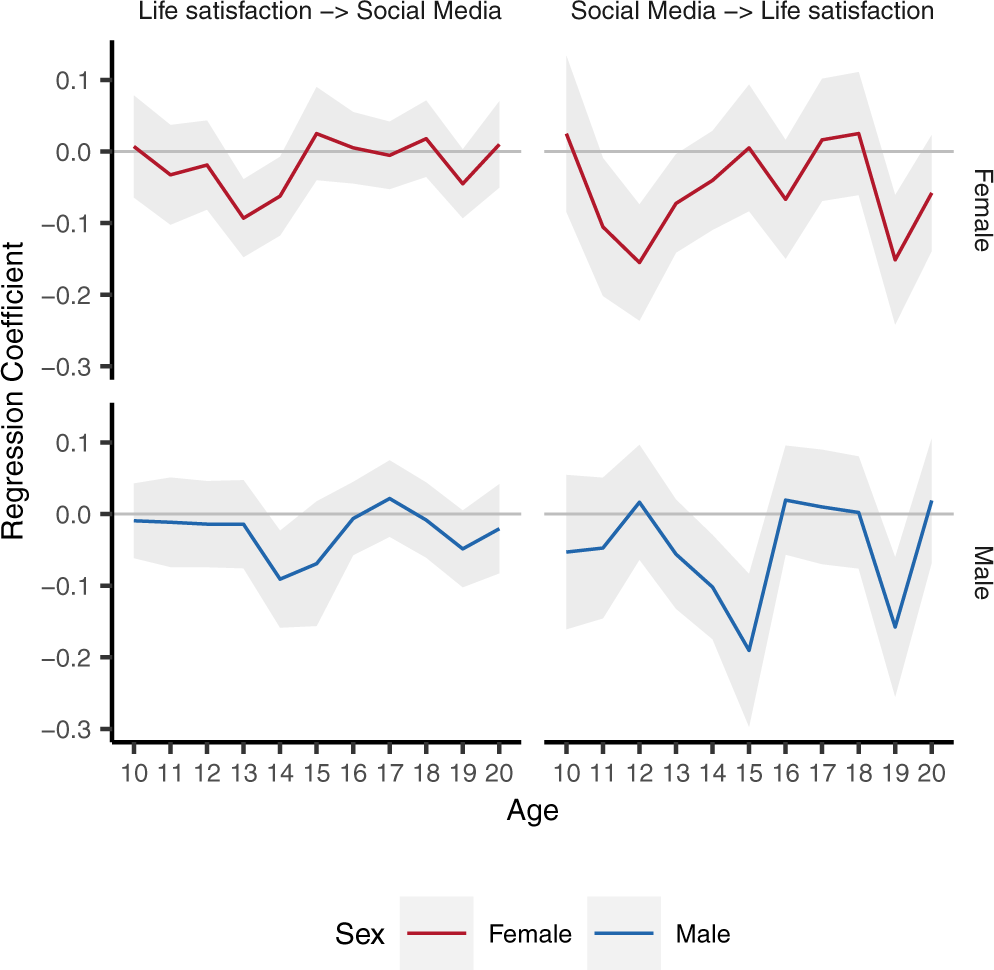 Life satisfaction −> Social Media
Social Media −> Life satisfaction
Regression Coefficient
0.1
0.0
−0.1
−0.2
−0.3
Female
0.1
0.0
−0.1
−0.2
−0.3
Male
10 11 12 13 14 15 16 17 18 19 20
10 11 12 13 14 15 16 17 18 19 20
Age
Sex Female Male